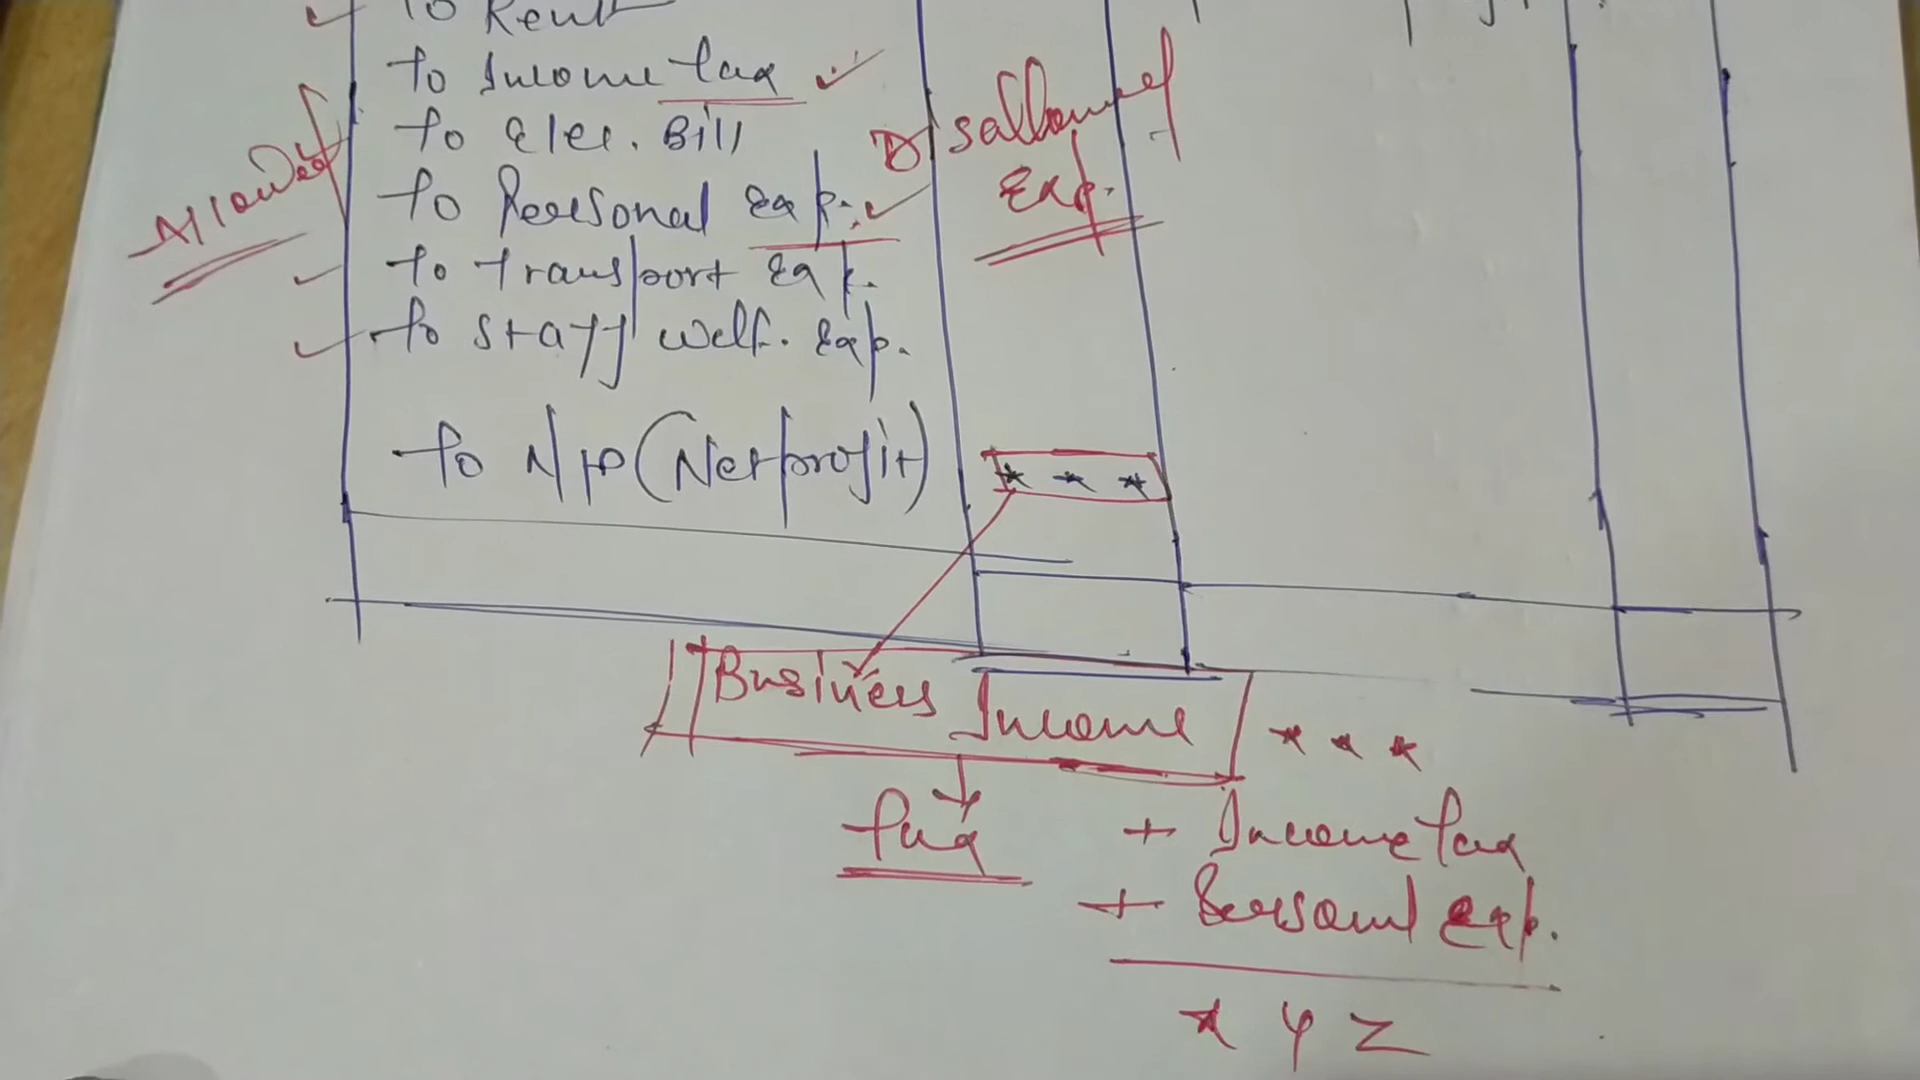 To Rent
To Income tax
To Elec. Bill
To Personal Exp.
To Transport Exp.
To Staff Welf. Exp.
To N/P (Net profit)
Allowed
Disallowed
Exp.
* * *
Business Income * * *
Tax
+ Income Tax
+ Personal Exp.
x y z